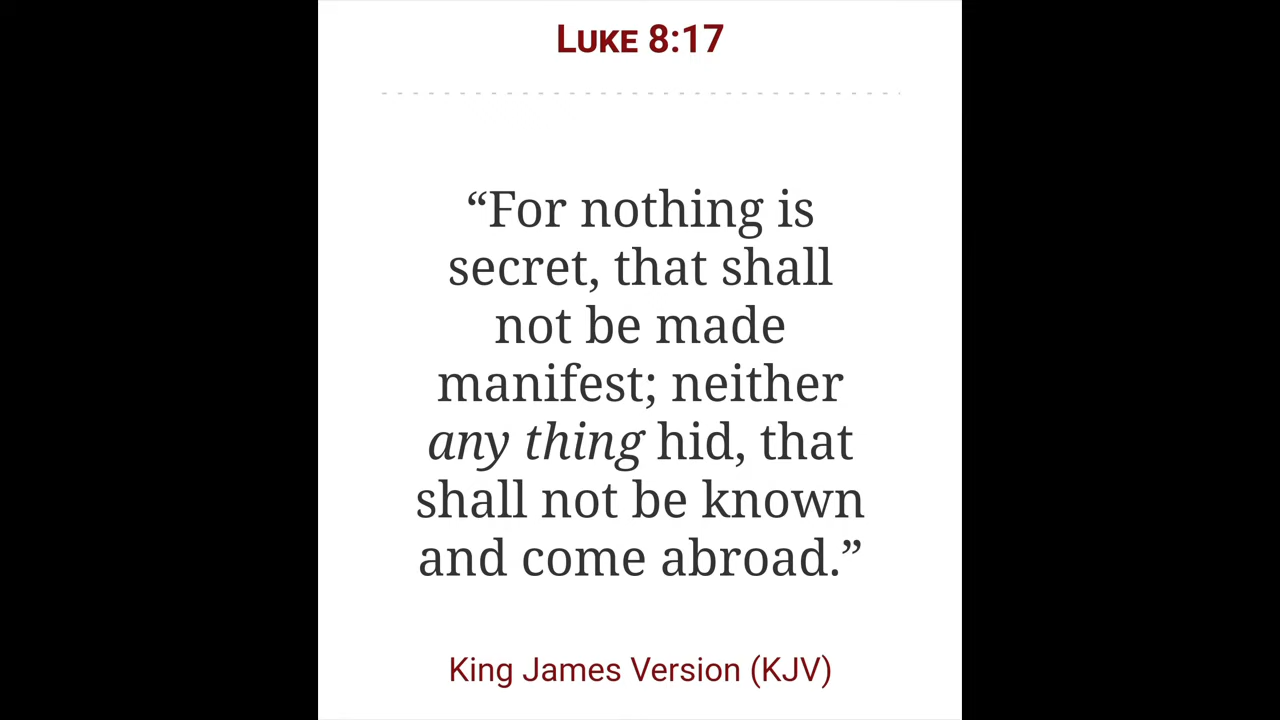 Luke 8:17
“For nothing is
secret, that shall
not be made
manifest; neither
any thing hid, that
shall not be known
and come abroad.”
King James Version (KJV)